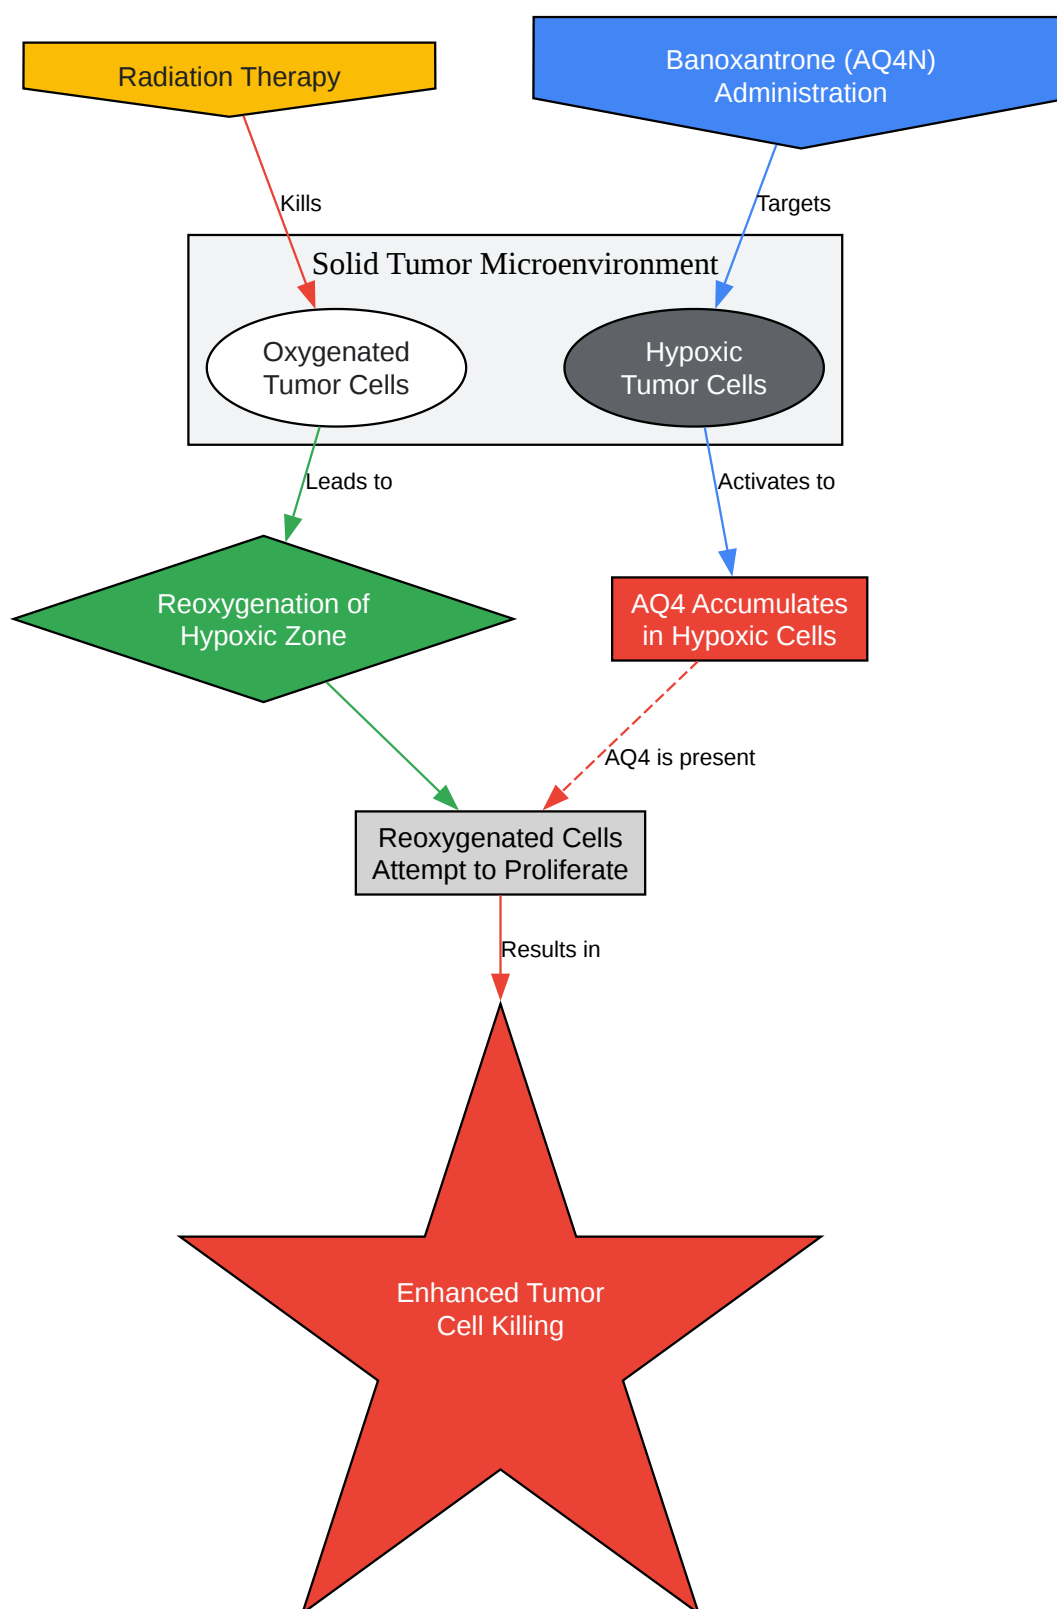 Radiation Therapy
Banoxantrone (AQ4N)
Administration
Kills
Targets
Solid Tumor Microenvironment
Oxygenated
Tumor Cells
Hypoxic
Tumor Cells
Leads to
Activates to
Reoxygenation of
Hypoxic Zone
AQ4 Accumulates
in Hypoxic Cells
AQ4 is present
Reoxygenated Cells
Attempt to Proliferate
Results in
Enhanced Tumor
Cell Killing